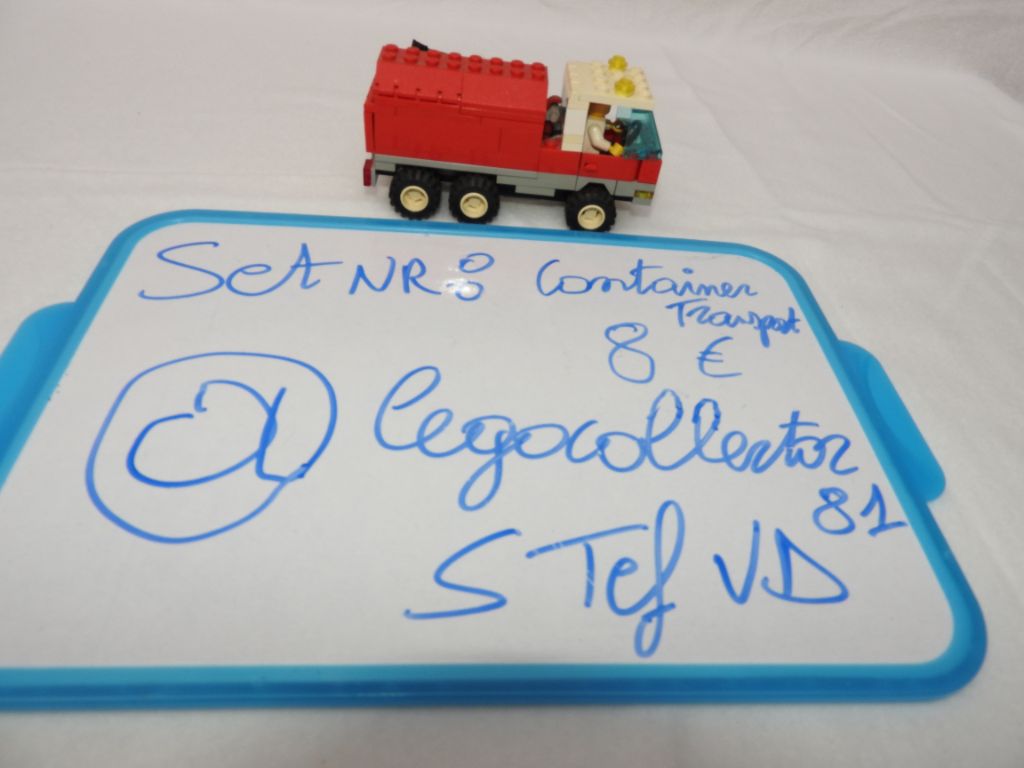 Set NR: Container
Transport
8 €
@ legocollector
81
STef VD